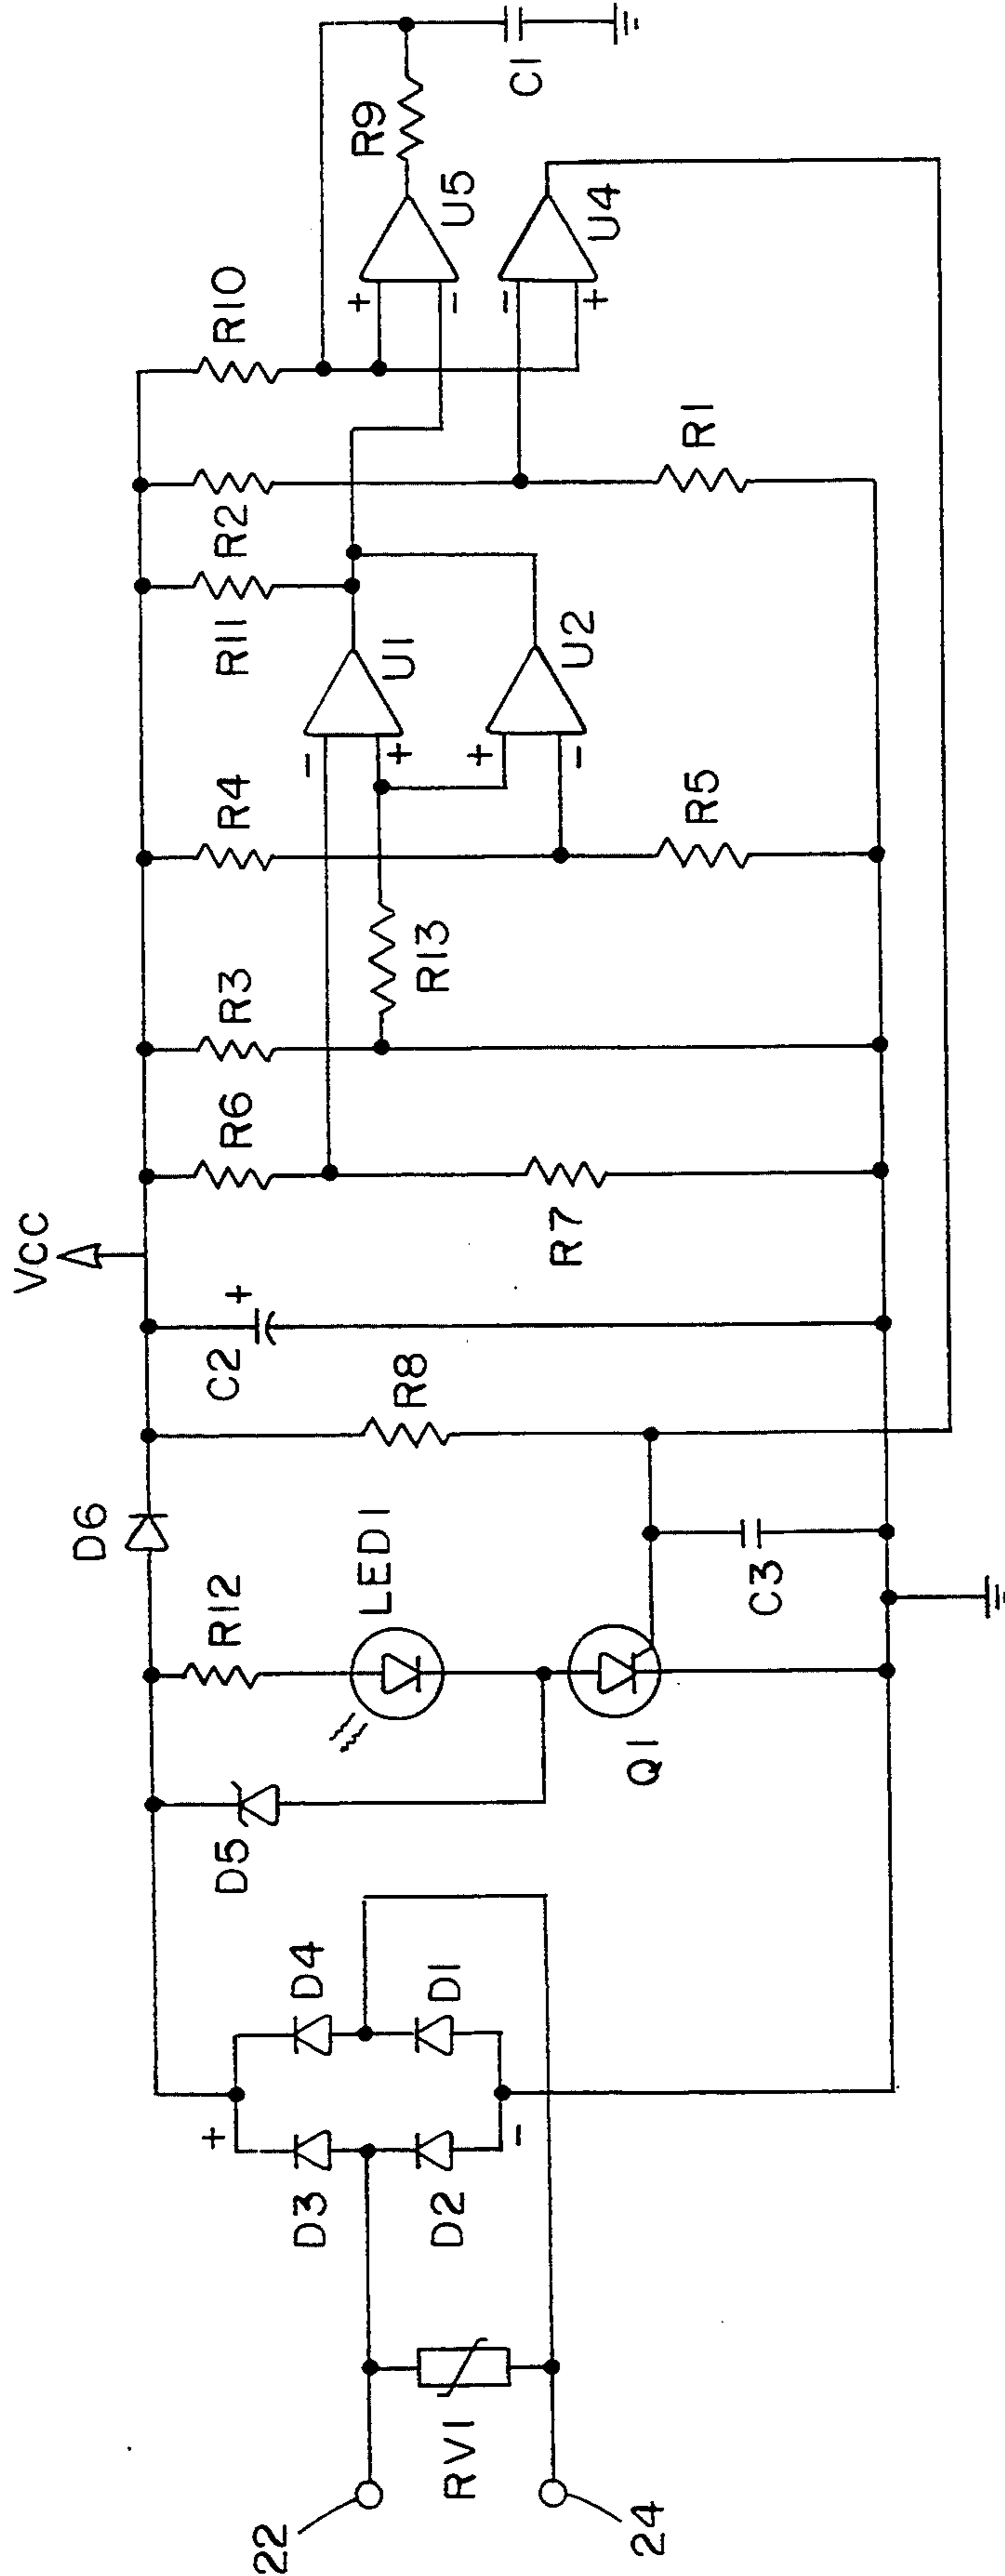 22
24
RV1
D3
D2
+
−
D4
D1
D5
R12
LED1
Q1
D6
C3
R8
C2
+
VCC
R6
R7
R3
R13
R4
R5
−
+
U1
+
−
U2
R11
R2
R1
R10
+
−
U5
−
+
U4
R9
C1